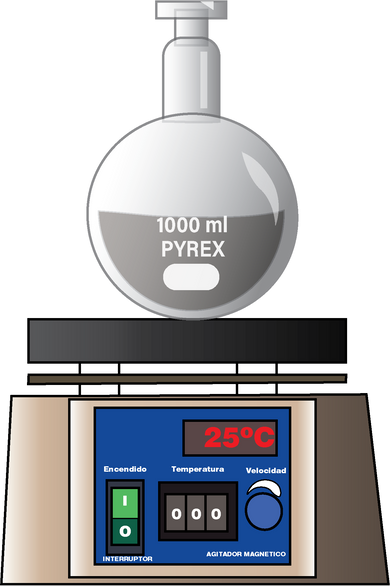 1000 ml
PYREX
25ºC
Encendido Temperatura Velocidad
I
0 0 0
O
INTERRUPTOR AGITADOR MAGNETICO